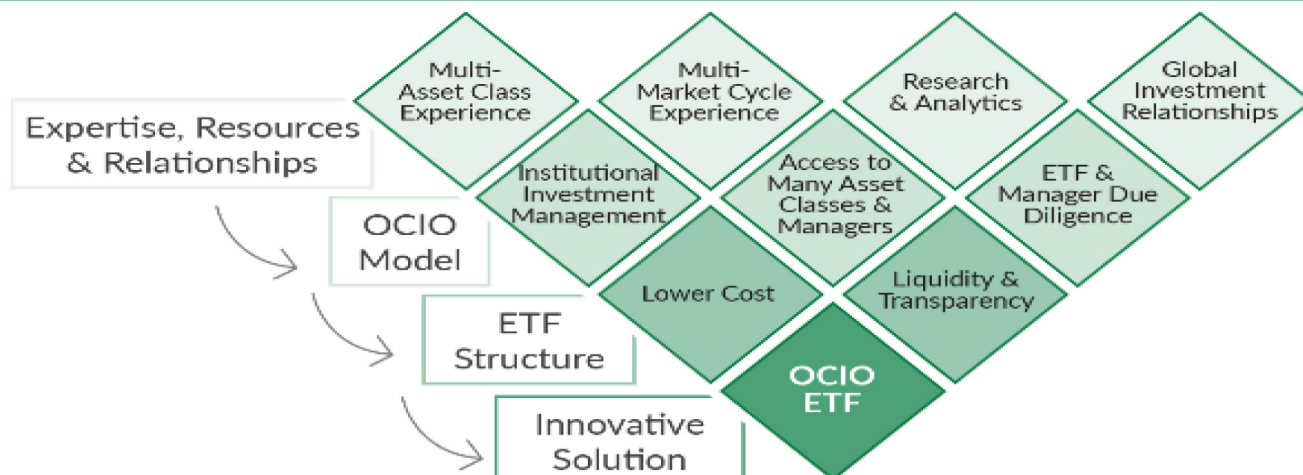 Multi-
Asset Class
Experience
Multi-
Market Cycle
Experience
Research
& Analytics
Global
Investment
Relationships
Expertise, Resources
& Relationships
Institutional
Investment
Management
Access to
Many Asset
Classes &
Managers
ETF &
Manager Due
Diligence
OCIO
Model
Lower Cost
Liquidity &
Transparency
ETF
Structure
OCIO
ETF
Innovative
Solution